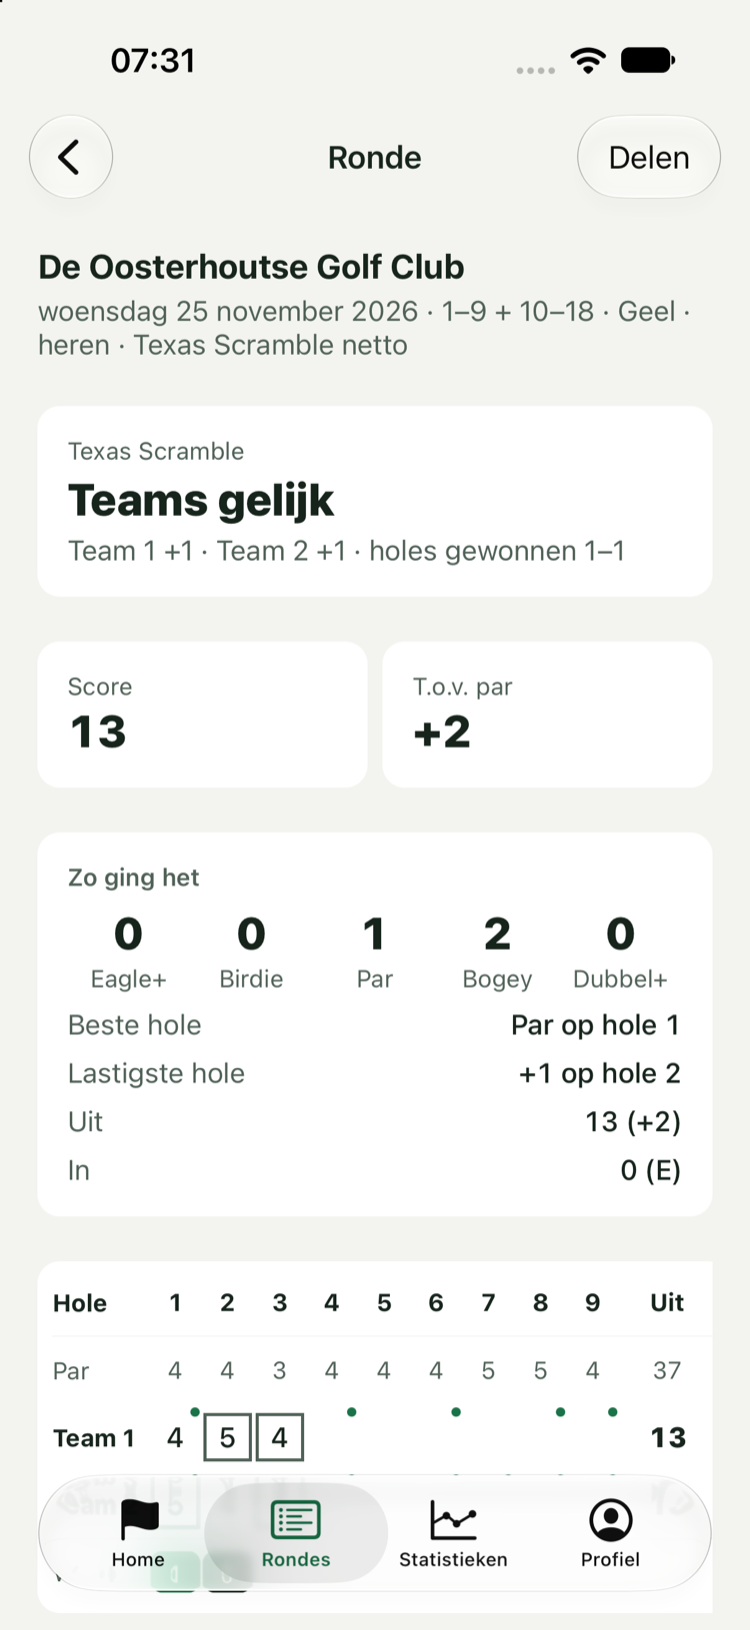 07:31
Ronde
Delen
De Oosterhoutse Golf Club
woensdag 25 november 2026 · 1–9 + 10–18 · Geel ·
heren · Texas Scramble netto
Texas Scramble
Teams gelijk
Team 1 +1 · Team 2 +1 · holes gewonnen 1–1
Score
13
T.o.v. par
+2
Zo ging het
0 0 1 2 0
Eagle+ Birdie Par Bogey Dubbel+
Beste hole Par op hole 1
Lastigste hole +1 op hole 2
Uit 13 (+2)
In 0 (E)
Hole 1 2 3 4 5 6 7 8 9 Uit
Par 4 4 3 4 4 4 5 5 4 37
Team 1 4 5 4 13
Home Rondes Statistieken Profiel